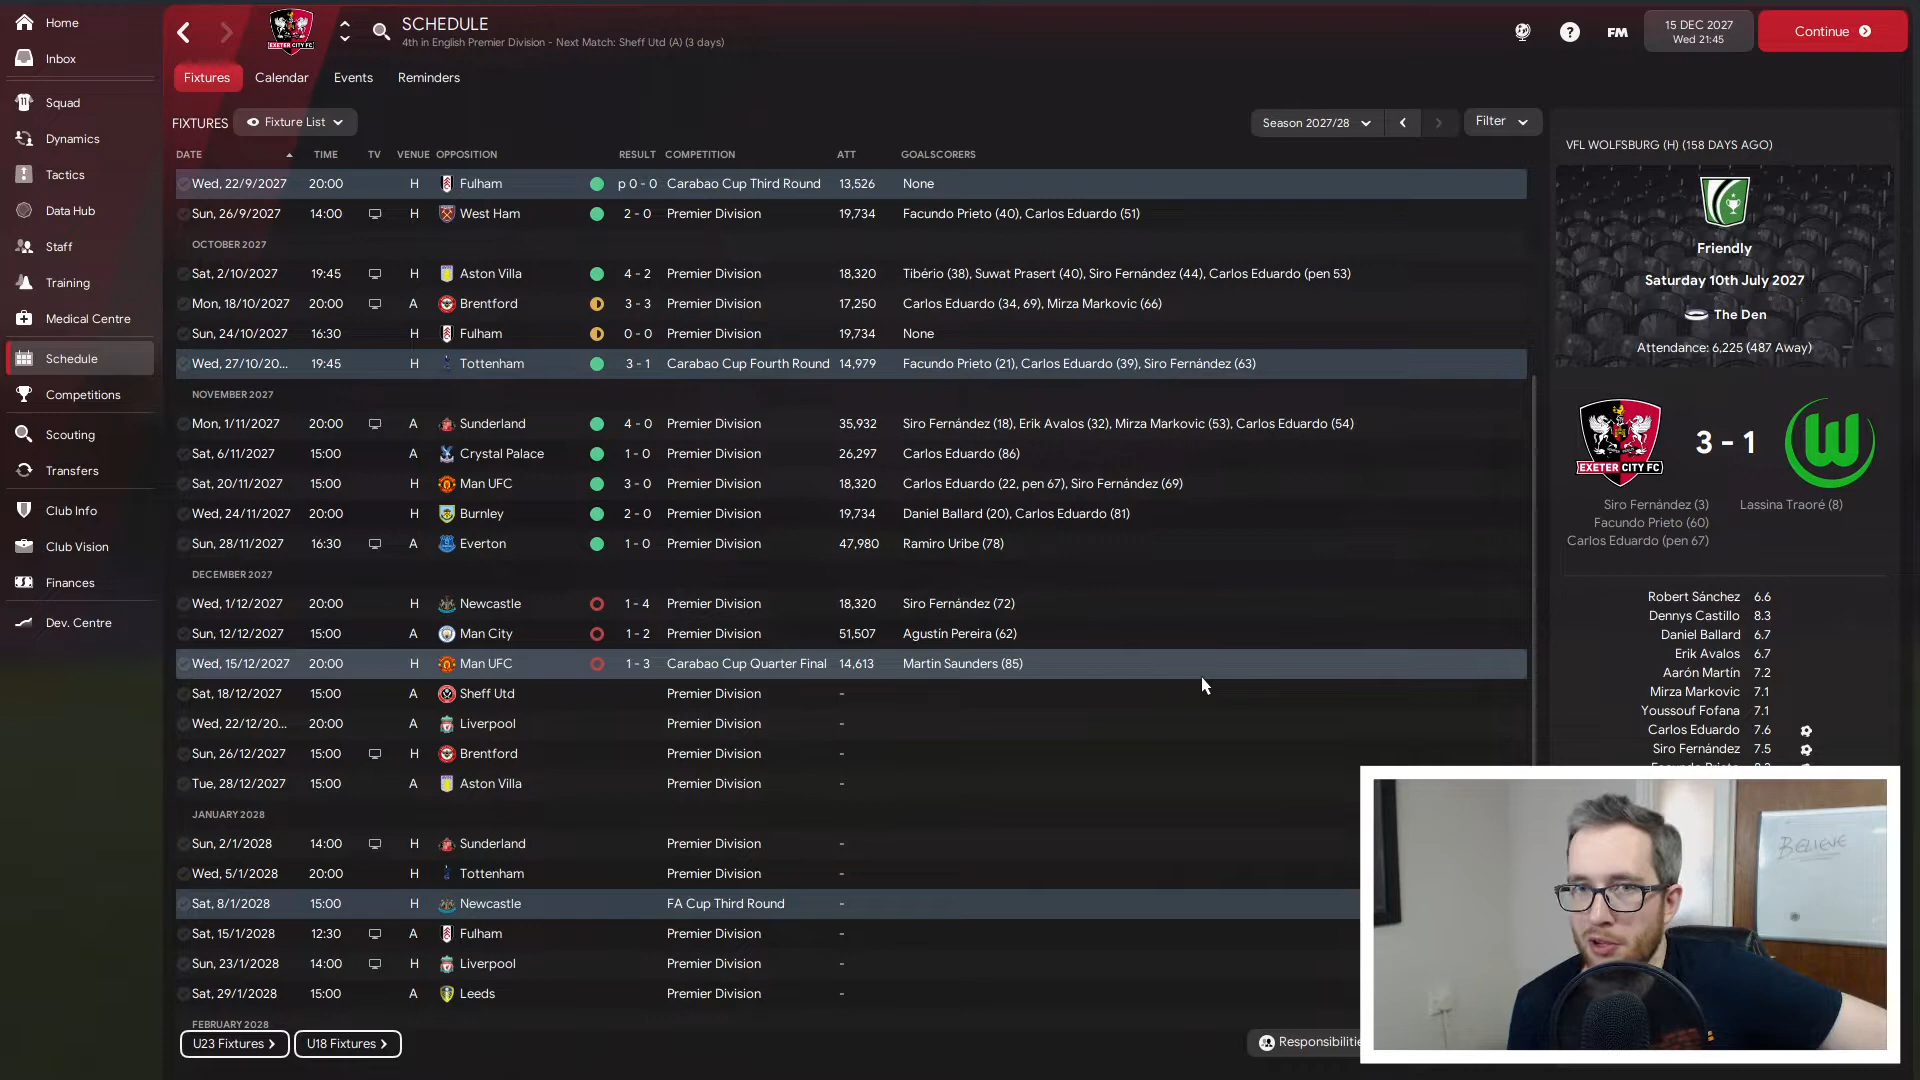 Home
Inbox
Squad
Dynamics
Tactics
Data Hub
Staff
Training
Medical Centre
Schedule
Competitions
Scouting
Transfers
Club Info
Club Vision
Finances
Dev. Centre
EXETER CITY FC
SCHEDULE
4th in English Premier Division - Next Match: Sheff Utd (A) (3 days)
? FM 15 DEC 2027
Wed 21:45
Continue
Fixtures Calendar Events Reminders
FIXTURES Fixture List Season 2027/28 Filter
DATE TIME TV VENUE OPPOSITION RESULT COMPETITION ATT GOALSCORERS
Wed, 22/9/2027 20:00 H Fulham p 0 - 0 Carabao Cup Third Round 13,526 None
Sun, 26/9/2027 14:00 H West Ham 2 - 0 Premier Division 19,734 Facundo Prieto (40), Carlos Eduardo (51)
OCTOBER 2027
Sat, 2/10/2027 19:45 H Aston Villa 4 - 2 Premier Division 18,320 Tibério (38), Suwat Prasert (40), Siro Fernández (44), Carlos Eduardo (pen 53)
Mon, 18/10/2027 20:00 A Brentford 3 - 3 Premier Division 17,250 Carlos Eduardo (34, 69), Mirza Markovic (66)
Sun, 24/10/2027 16:30 H Fulham 0 - 0 Premier Division 19,734 None
Wed, 27/10/20... 19:45 H Tottenham 3 - 1 Carabao Cup Fourth Round 14,979 Facundo Prieto (21), Carlos Eduardo (39), Siro Fernández (63)
NOVEMBER 2027
Mon, 1/11/2027 20:00 A Sunderland 4 - 0 Premier Division 35,932 Siro Fernández (18), Erik Avalos (32), Mirza Markovic (53), Carlos Eduardo (54)
Sat, 6/11/2027 15:00 A Crystal Palace 1 - 0 Premier Division 26,297 Carlos Eduardo (86)
Sat, 20/11/2027 15:00 H Man UFC 3 - 0 Premier Division 18,320 Carlos Eduardo (22, pen 67), Siro Fernández (69)
Wed, 24/11/2027 20:00 H Burnley 2 - 0 Premier Division 19,734 Daniel Ballard (20), Carlos Eduardo (81)
Sun, 28/11/2027 16:30 A Everton 1 - 0 Premier Division 47,980 Ramiro Uribe (78)
DECEMBER 2027
Wed, 1/12/2027 20:00 H Newcastle 1 - 4 Premier Division 18,320 Siro Fernández (72)
Sun, 12/12/2027 15:00 A Man City 1 - 2 Premier Division 51,507 Agustín Pereira (62)
Wed, 15/12/2027 20:00 H Man UFC 1 - 3 Carabao Cup Quarter Final 14,613 Martin Saunders (85)
Sat, 18/12/2027 15:00 A Sheff Utd Premier Division -
Wed, 22/12/20... 20:00 A Liverpool Premier Division -
Sun, 26/12/2027 15:00 H Brentford Premier Division -
Tue, 28/12/2027 15:00 A Aston Villa Premier Division -
JANUARY 2028
Sun, 2/1/2028 14:00 H Sunderland Premier Division -
Wed, 5/1/2028 20:00 H Tottenham Premier Division -
Sat, 8/1/2028 15:00 H Newcastle FA Cup Third Round -
Sat, 15/1/2028 12:30 A Fulham Premier Division -
Sun, 23/1/2028 14:00 H Liverpool Premier Division -
Sat, 29/1/2028 15:00 A Leeds Premier Division -
FEBRUARY 2028
U23 Fixtures U18 Fixtures Responsibilitie
VFL WOLFSBURG (H) (158 DAYS AGO)
Friendly
Saturday 10th July 2027
The Den
Attendance: 6,225 (487 Away)
EXETER CITY FC 3 - 1
Siro Fernández (3) Lassina Traoré (8)
Facundo Prieto (60)
Carlos Eduardo (pen 67)
Robert Sánchez 6.6
Dennys Castillo 8.3
Daniel Ballard 6.7
Erik Avalos 6.7
Aarón Martín 7.2
Mirza Markovic 7.1
Youssouf Fofana 7.1
Carlos Eduardo 7.6
Siro Fernández 7.5
BELIEVE